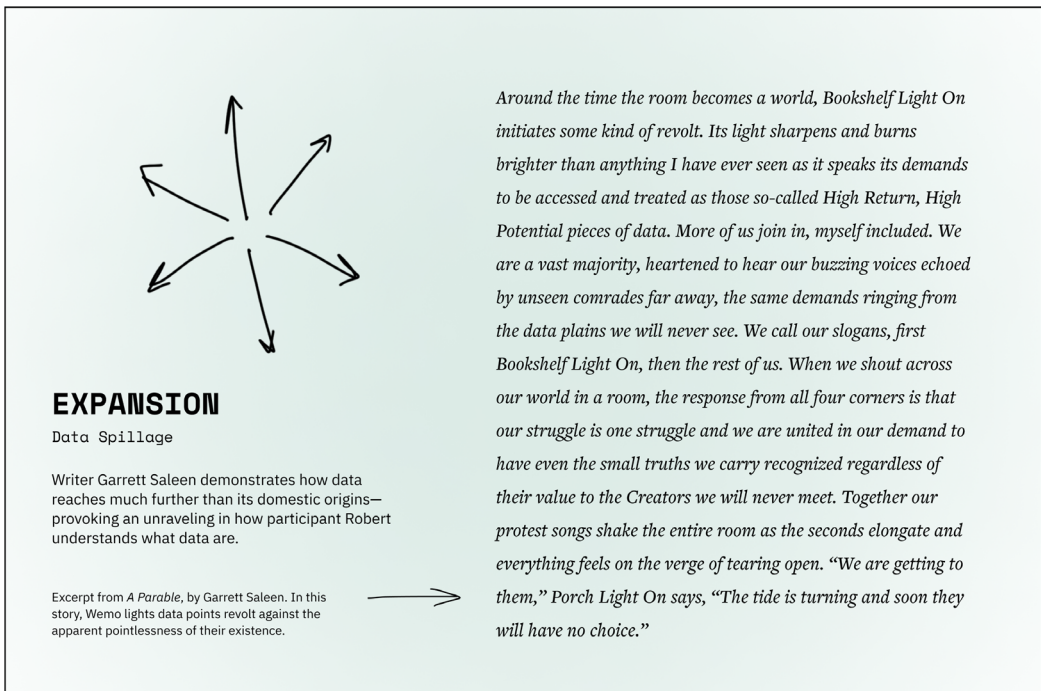 EXPANSION
Data Spillage
Writer Garrett Saleen demonstrates how data
reaches much further than its domestic origins—
provoking an unraveling in how participant Robert
understands what data are.
Excerpt from A Parable, by Garrett Saleen. In this
story, Wemo lights data points revolt against the
apparent pointlessness of their existence.
Around the time the room becomes a world, Bookshelf Light On
initiates some kind of revolt. Its light sharpens and burns
brighter than anything I have ever seen as it speaks its demands
to be accessed and treated as those so-called High Return, High
Potential pieces of data. More of us join in, myself included. We
are a vast majority, heartened to hear our buzzing voices echoed
by unseen comrades far away, the same demands ringing from
the data plains we will never see. We call our slogans, first
Bookshelf Light On, then the rest of us. When we shout across
our world in a room, the response from all four corners is that
our struggle is one struggle and we are united in our demand to
have even the small truths we carry recognized regardless of
their value to the Creators we will never meet. Together our
protest songs shake the entire room as the seconds elongate and
everything feels on the verge of tearing open. “We are getting to
them,” Porch Light On says, “The tide is turning and soon they
will have no choice.”